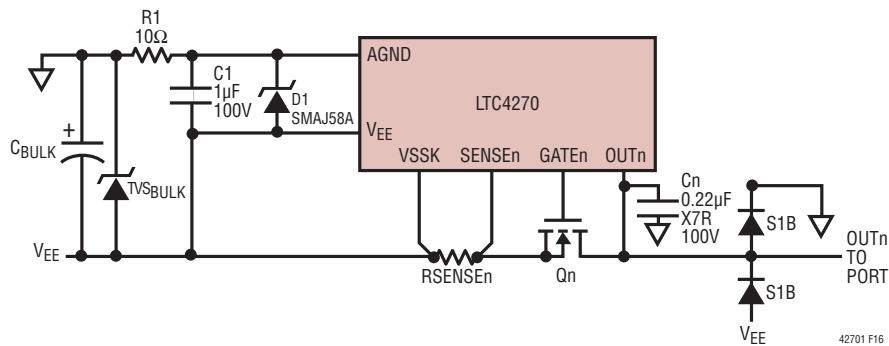 R1
10Ω
C1
1µF
100V
D1
SMAJ58A
CBULK
+
TVSBULK
VEE
AGND
LTC4270
VEE
VSSK SENSEn GATEn OUTn
RSENSEn
Qn
Cn
0.22µF
X7R
100V
S1B
OUTn
TO
PORT
S1B
VEE
42701 F16